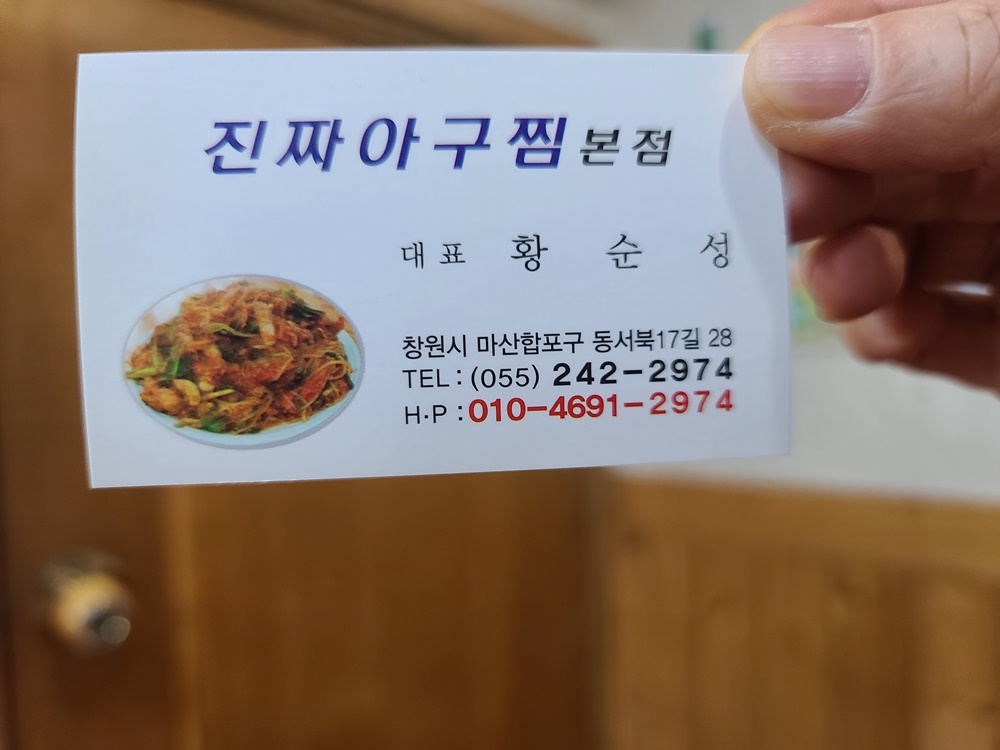 진짜아구찜 본점
대표 황순성
창원시 마산합포구 동서북17길 28
TEL : (055) 242-2974
H·P : 010-4691-2974